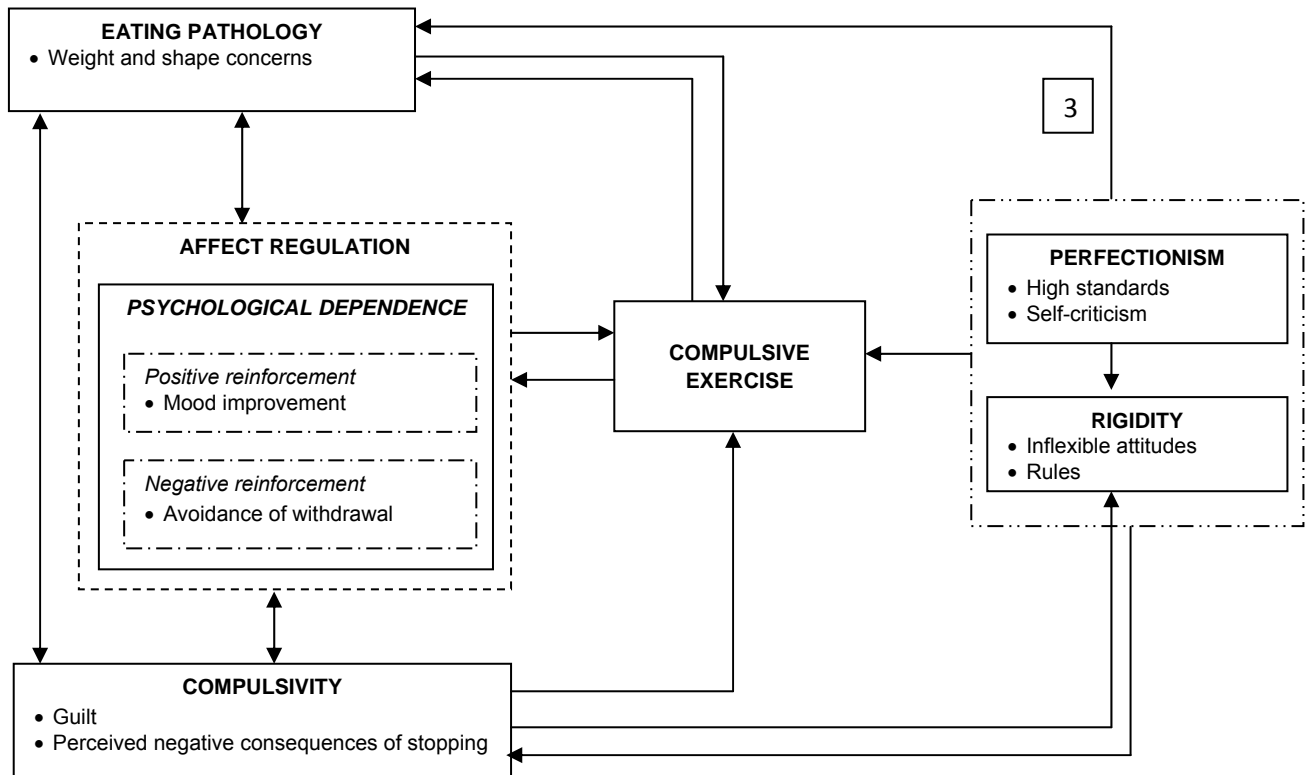 EATING PATHOLOGY
• Weight and shape concerns
3
AFFECT REGULATION
PSYCHOLOGICAL DEPENDENCE
Positive reinforcement
• Mood improvement
Negative reinforcement
• Avoidance of withdrawal
COMPULSIVE
EXERCISE
PERFECTIONISM
• High standards
• Self-criticism
RIGIDITY
• Inflexible attitudes
• Rules
COMPULSIVITY
• Guilt
• Perceived negative consequences of stopping